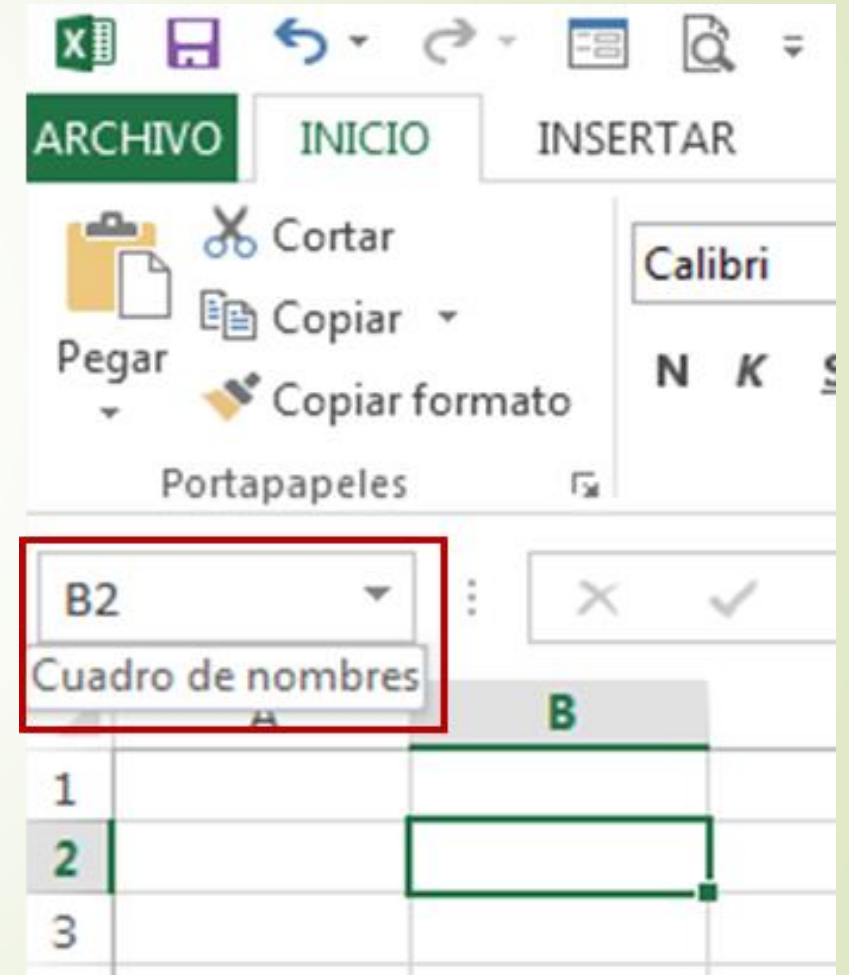 ARCHIVO INICIO INSERTAR
Cortar
Calibri
Copiar
Pegar
N K S
Copiar formato
Portapapeles
B2
Cuadro de nombres
A B
1
2
3